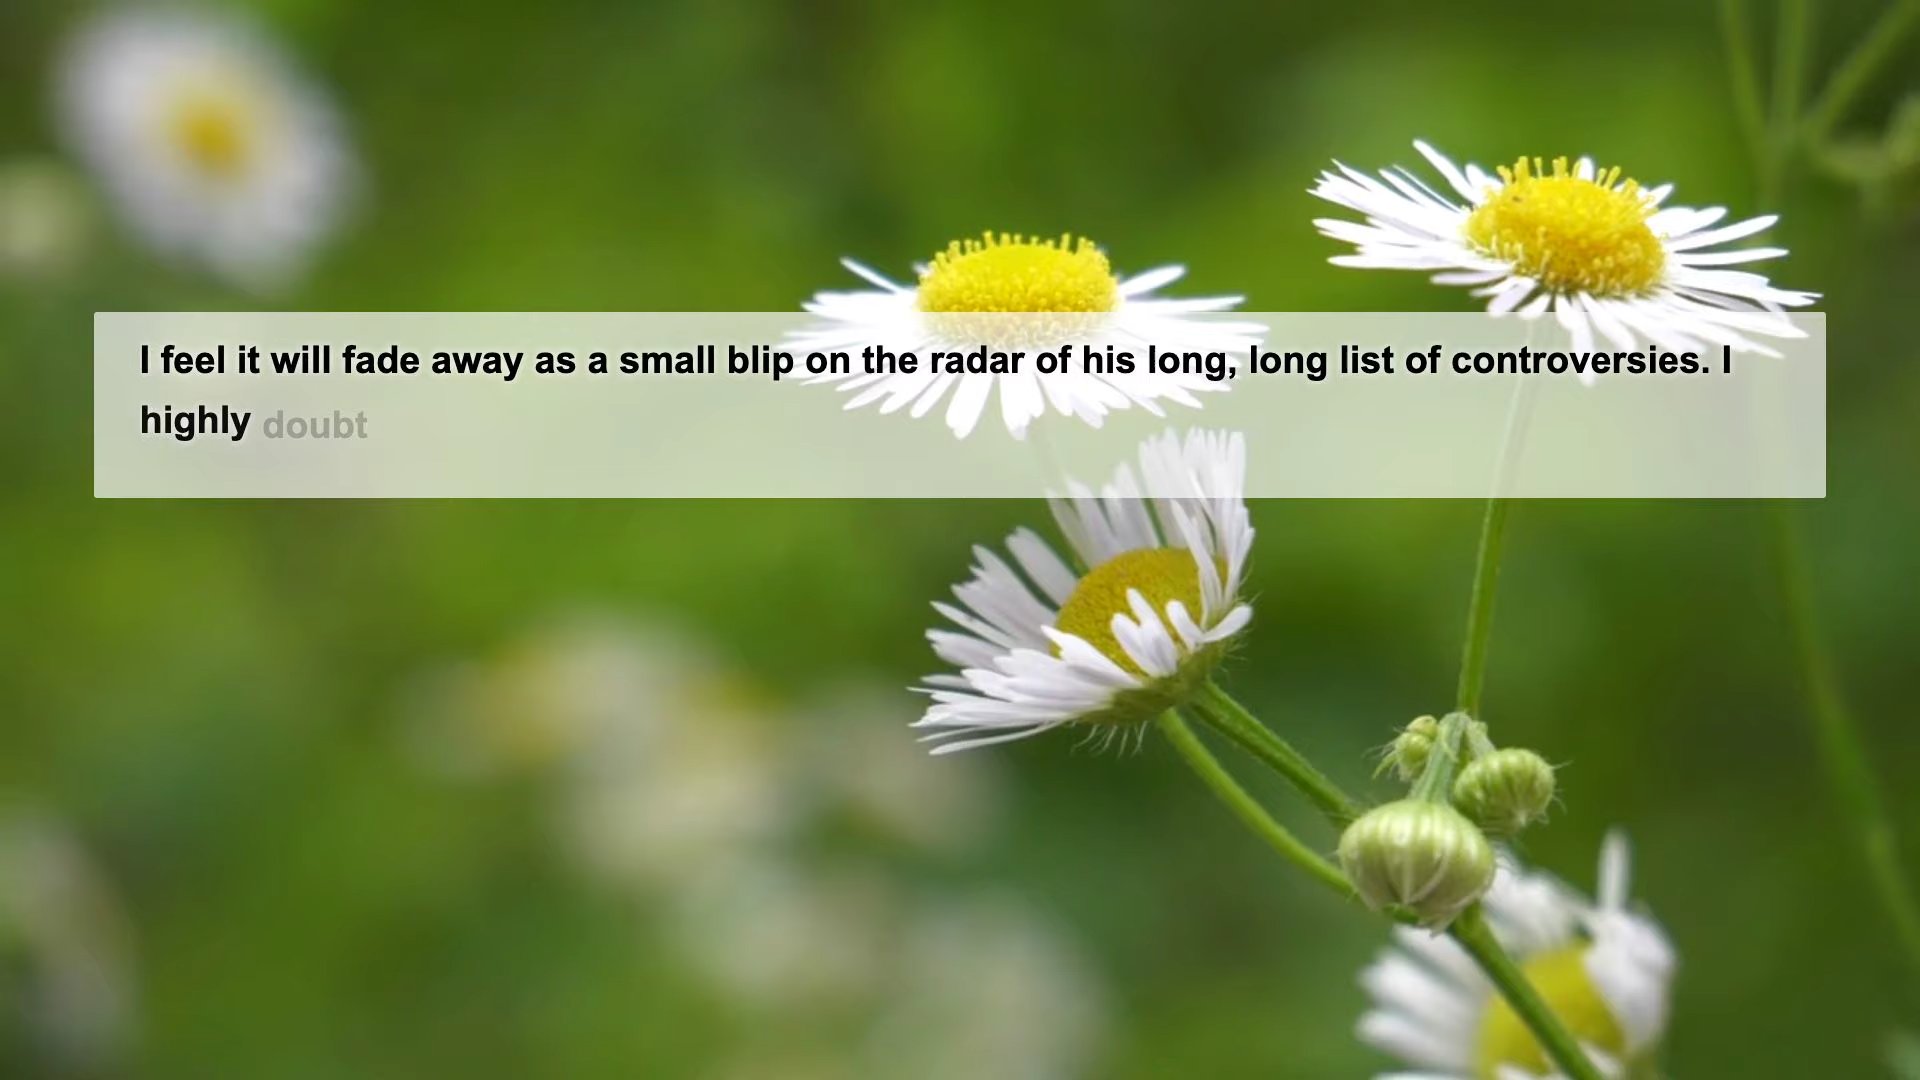 I feel it will fade away as a small blip on the radar of his long, long list of controversies. I
highly doubt